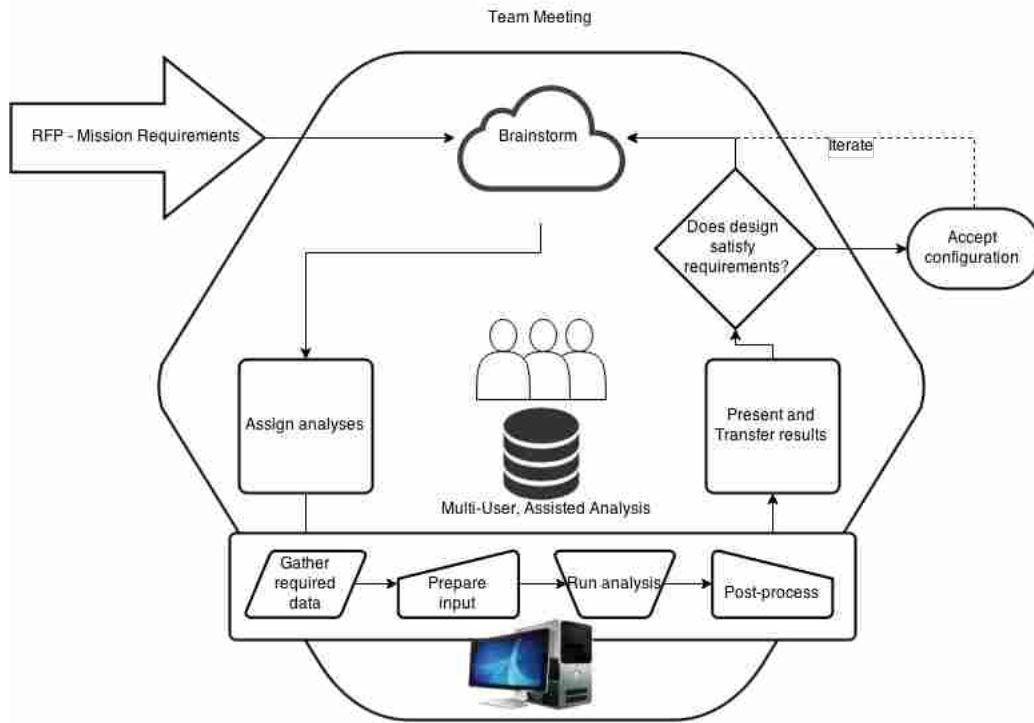 Team Meeting
RFP - Mission Requirements
Brainstorm
Iterate
Does design
satisfy
requirements?
Accept
configuration
Assign analyses
Present and
Transfer results
Multi-User, Assisted Analysis
Gather
required
data
Prepare
input
Run analysis
Post-process